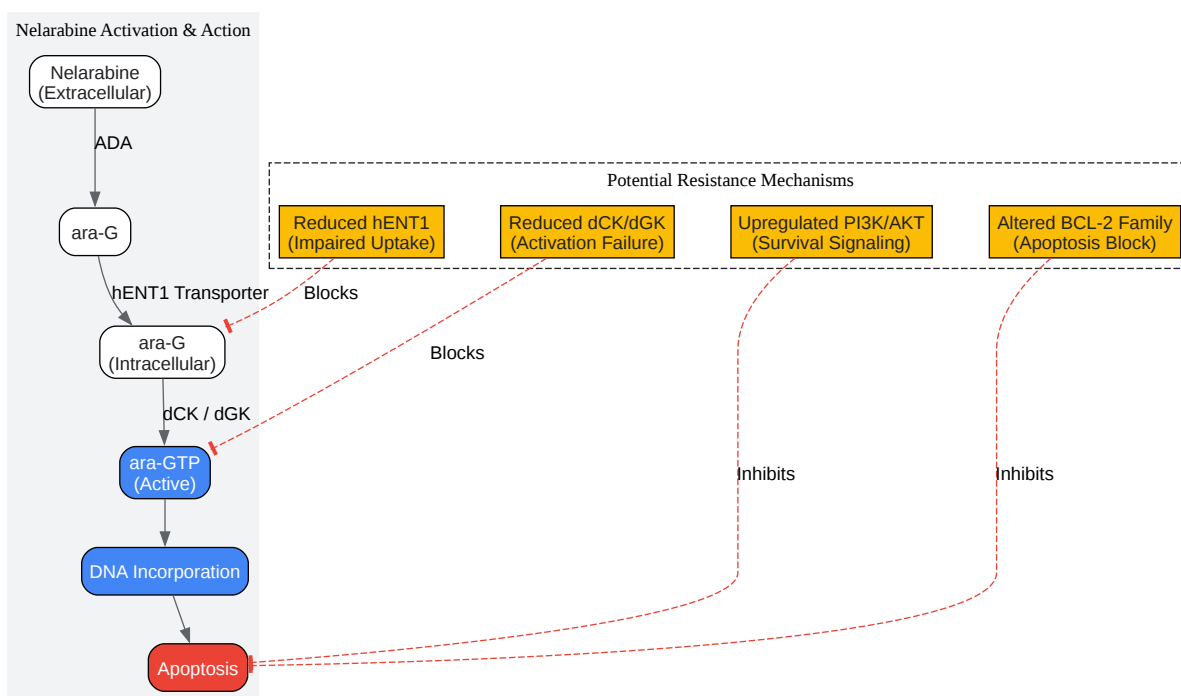 Nelarabine Activation & Action
Nelarabine
(Extracellular)
ADA
ara-G
hENT1 Transporter
ara-G
(Intracellular)
dCK / dGK
ara-GTP
(Active)
DNA Incorporation
Apoptosis
Potential Resistance Mechanisms
Reduced hENT1
(Impaired Uptake)
Reduced dCK/dGK
(Activation Failure)
Upregulated PI3K/AKT
(Survival Signaling)
Altered BCL-2 Family
(Apoptosis Block)
Blocks
Blocks
Inhibits
Inhibits